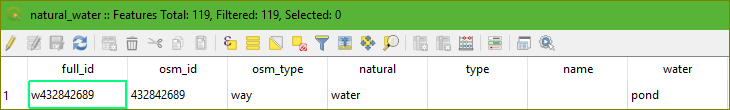 natural_water :: Features Total: 119, Filtered: 119, Selected: 0
full_id osm_id osm_type natural type name water
1 w432842689 432842689 way water pond